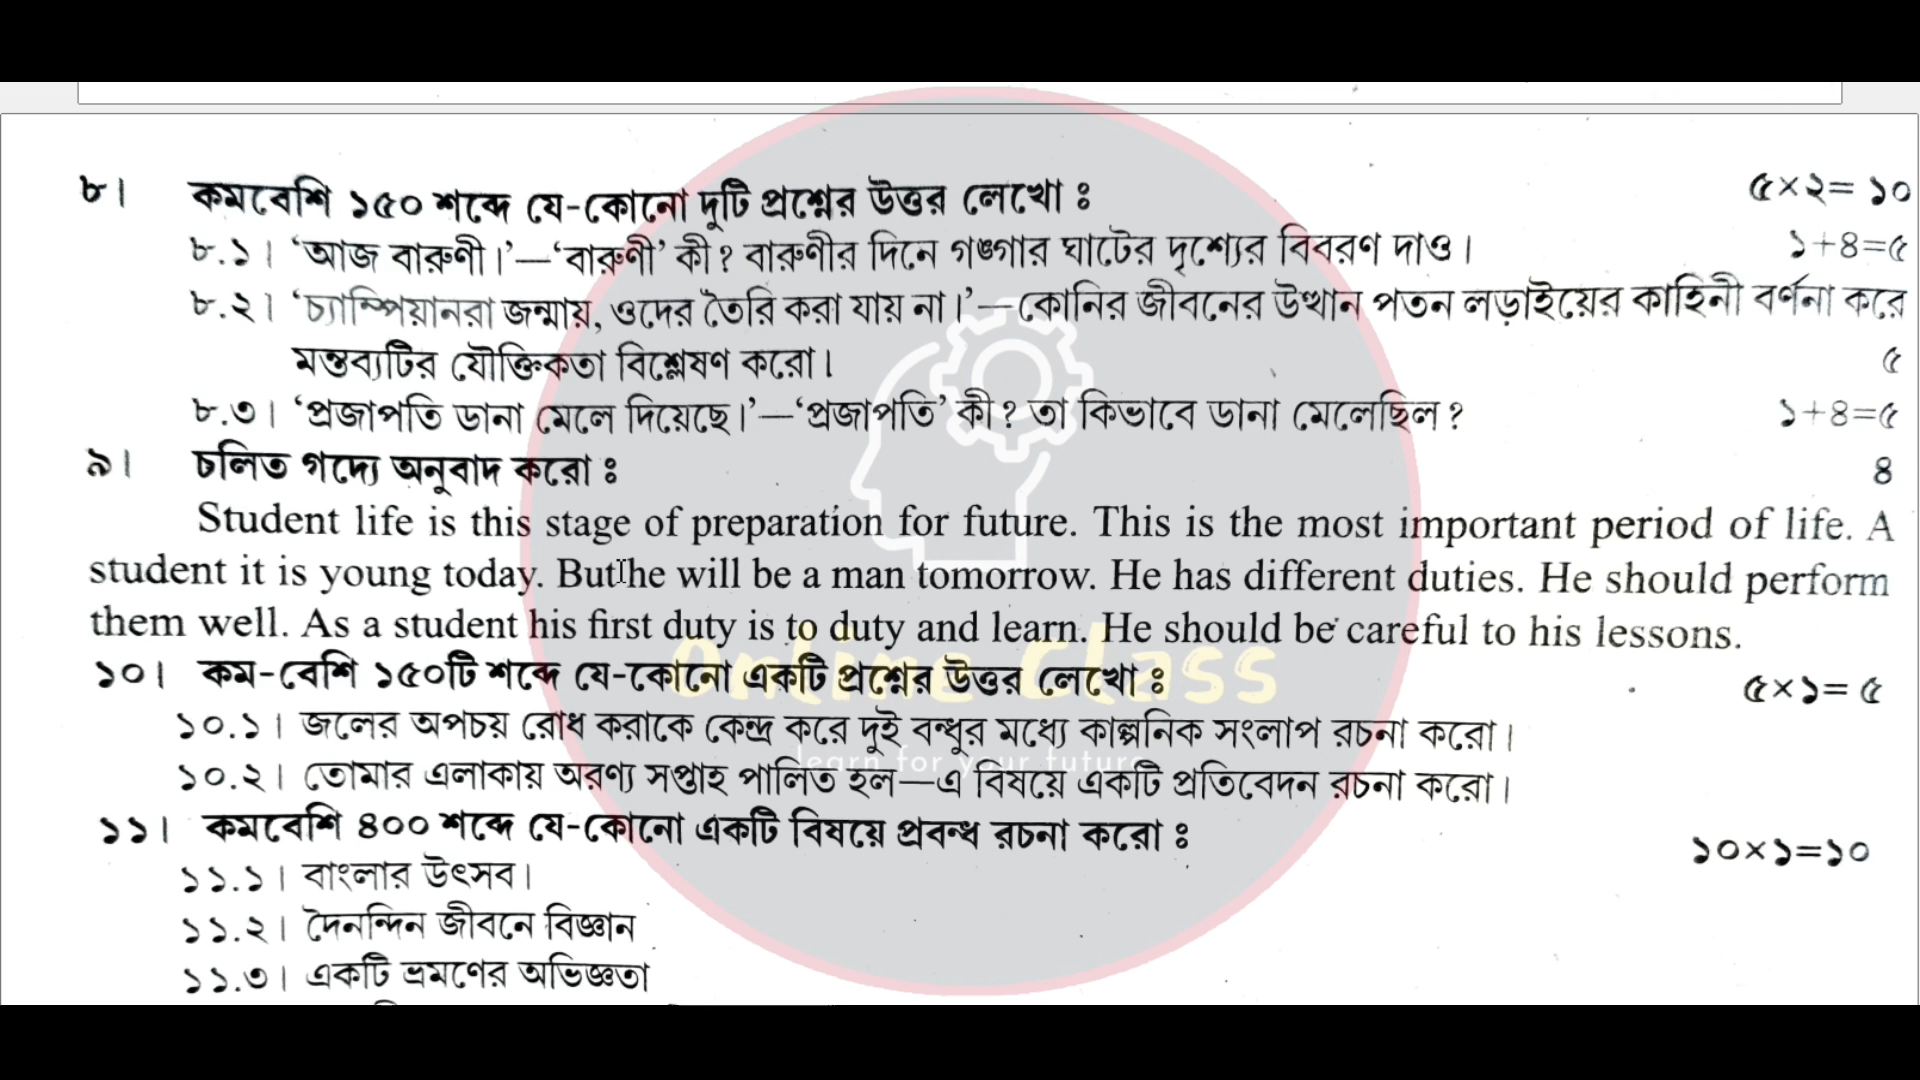 ৮। কমবেশি ১৫০ শব্দে যে-কোনো দুটি প্রশ্নের উত্তর লেখো ঃ ৫×২= ১০
৮.১। ‘আজ বারুণী।’—‘বারুণী’ কী? বারুণীর দিনে গঙ্গার ঘাটের দৃশ্যের বিবরণ দাও। ১+৪=৫
৮.২। ‘চ্যাম্পিয়ানরা জন্মায়, ওদের তৈরি করা যায় না।’—কোনির জীবনের উত্থান পতন লড়াইয়ের কাহিনী বর্ণনা করে
মন্তব্যটির যৌক্তিকতা বিশ্লেষণ করো। ৫
৮.৩। ‘প্রজাপতি ডানা মেলে দিয়েছে।’—‘প্রজাপতি’ কী? তা কিভাবে ডানা মেলেছিল? ১+৪=৫
৯। চলিত গদ্যে অনুবাদ করো ঃ ৪
Student life is this stage of preparation for future. This is the most important period of life. A
student it is young today. But he will be a man tomorrow. He has different duties. He should perform
them well. As a student his first duty is to duty and learn. He should be careful to his lessons.
Online Class
১০। কম-বেশি ১৫০টি শব্দে যে-কোনো একটি প্রশ্নের উত্তর লেখো ঃ ৫×১= ৫
১০.১। জলের অপচয় রোধ করাকে কেন্দ্র করে দুই বন্ধুর মধ্যে কাল্পনিক সংলাপ রচনা করো।
learn for your future
১০.২। তোমার এলাকায় অরণ্য সপ্তাহ পালিত হল—এ বিষয়ে একটি প্রতিবেদন রচনা করো।
১১। কমবেশি ৪০০ শব্দে যে-কোনো একটি বিষয়ে প্রবন্ধ রচনা করো ঃ ১০×১=১০
১১.১। বাংলার উৎসব।
১১.২। দৈনন্দিন জীবনে বিজ্ঞান
১১.৩। একটি ভ্রমণের অভিজ্ঞতা